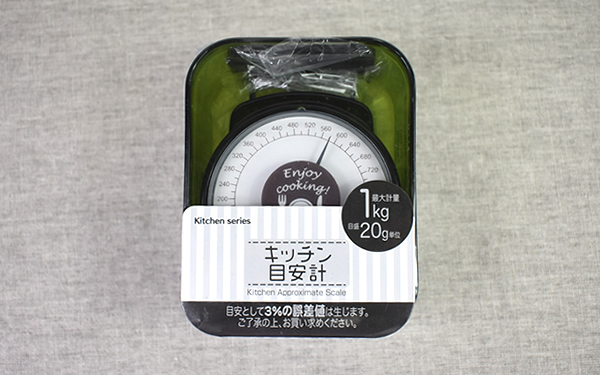 200
240
280
320
360
400
440
480
520
560
600
640
680
720
Enjoy
cooking!
最大計量
1kg
目盛20g単位
Kitchen series
キッチン
目安計
Kitchen Approximate Scale
目安として3%の誤差値は生じます。
ご了承の上、お買い求めください。